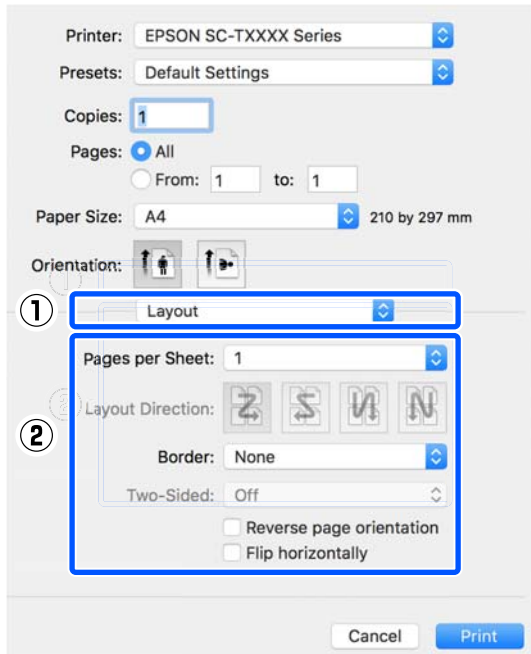 Printer: EPSON SC-TXXXX Series
Presets: Default Settings
Copies: 1
Pages: All
From: 1 to: 1
Paper Size: A4 210 by 297 mm
Orientation:
① Layout
Pages per Sheet: 1
② Layout Direction:
Border: None
Two-Sided: Off
Reverse page orientation
Flip horizontally
Cancel Print